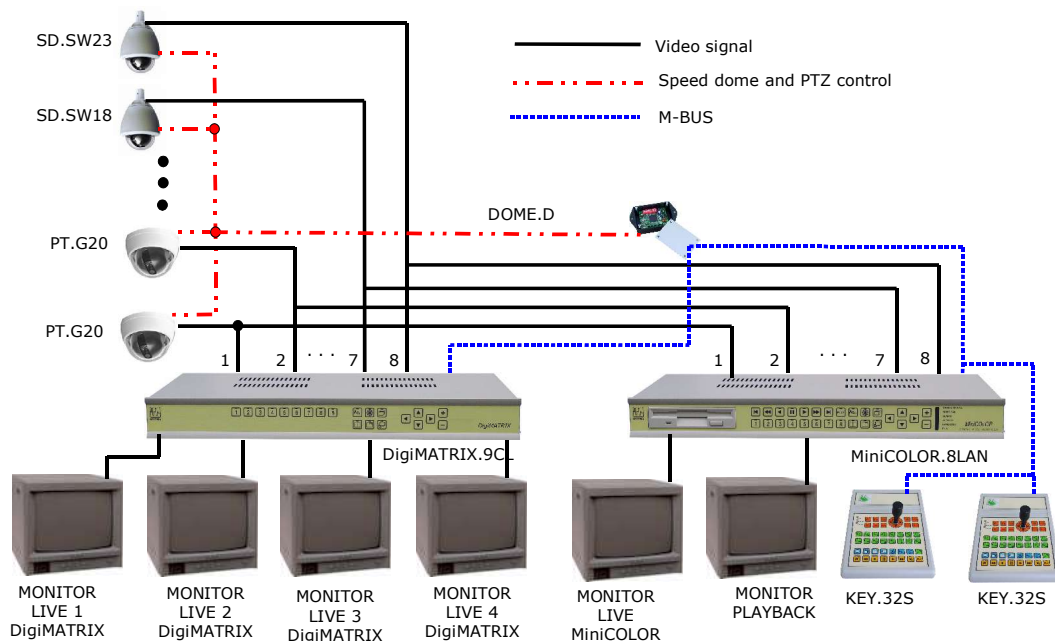 SD.SW23
Video signal
Speed dome and PTZ control
SD.SW18
M-BUS
DOME.D
PT.G20
PT.G20
1 2 . . . 7 8
1 2 . . . 7 8
DigiMATRIX
MiniCOLOR
DigiMATRIX.9CL
MiniCOLOR.8LAN
MONITOR
LIVE 1
DigiMATRIX
MONITOR
LIVE 2
DigiMATRIX
MONITOR
LIVE 3
DigiMATRIX
MONITOR
LIVE 4
DigiMATRIX
MONITOR
LIVE
MiniCOLOR
MONITOR
PLAYBACK
KEY.32S
KEY.32S